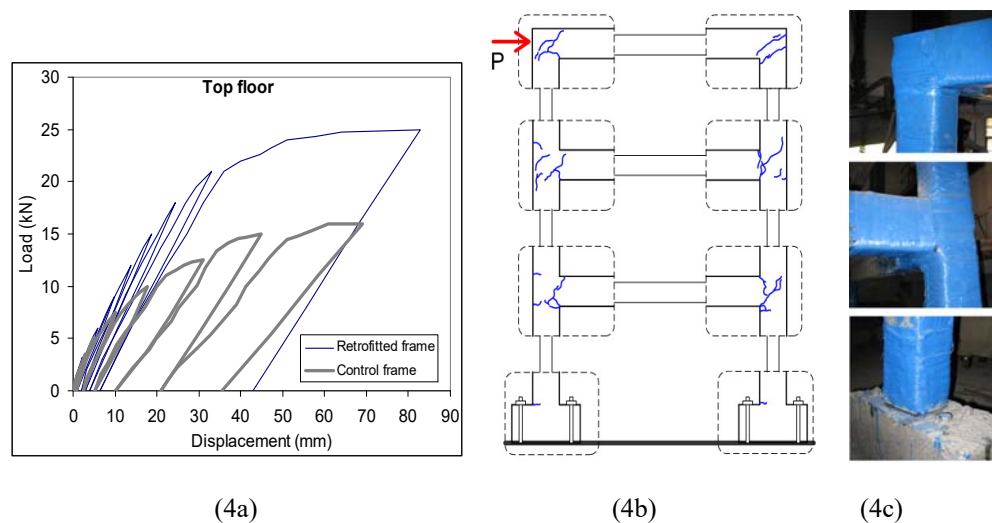 Top floor
30
25
20
15
10
5
0
0 10 20 30 40 50 60 70 80 90
Load (kN)
Displacement (mm)
Retrofitted frame
Control frame
P
(4a) (4b) (4c)